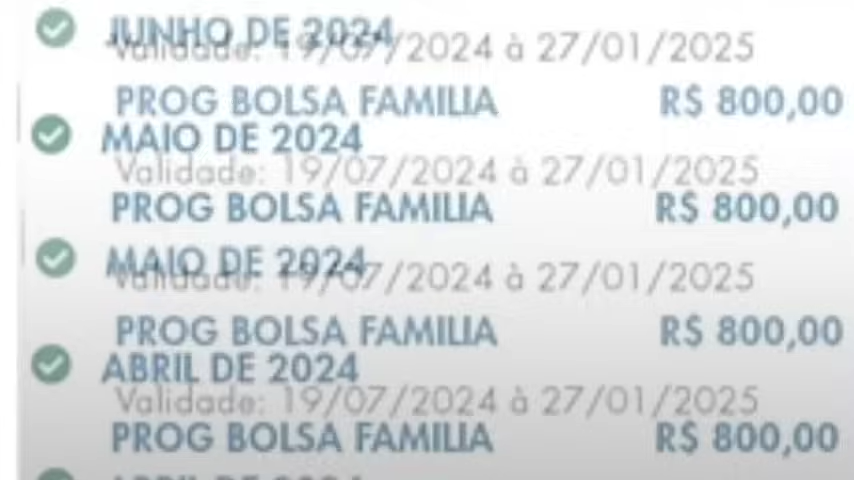 JUNHO DE 2024
Validade: 19/07/2024 à 27/01/2025
PROG BOLSA FAMILIA R$ 800,00
MAIO DE 2024
Validade: 19/07/2024 à 27/01/2025
PROG BOLSA FAMILIA R$ 800,00
MAIO DE 2024
Validade: 19/07/2024 à 27/01/2025
PROG BOLSA FAMILIA R$ 800,00
ABRIL DE 2024
Validade: 19/07/2024 à 27/01/2025
PROG BOLSA FAMILIA R$ 800,00
ABRIL DE 2024